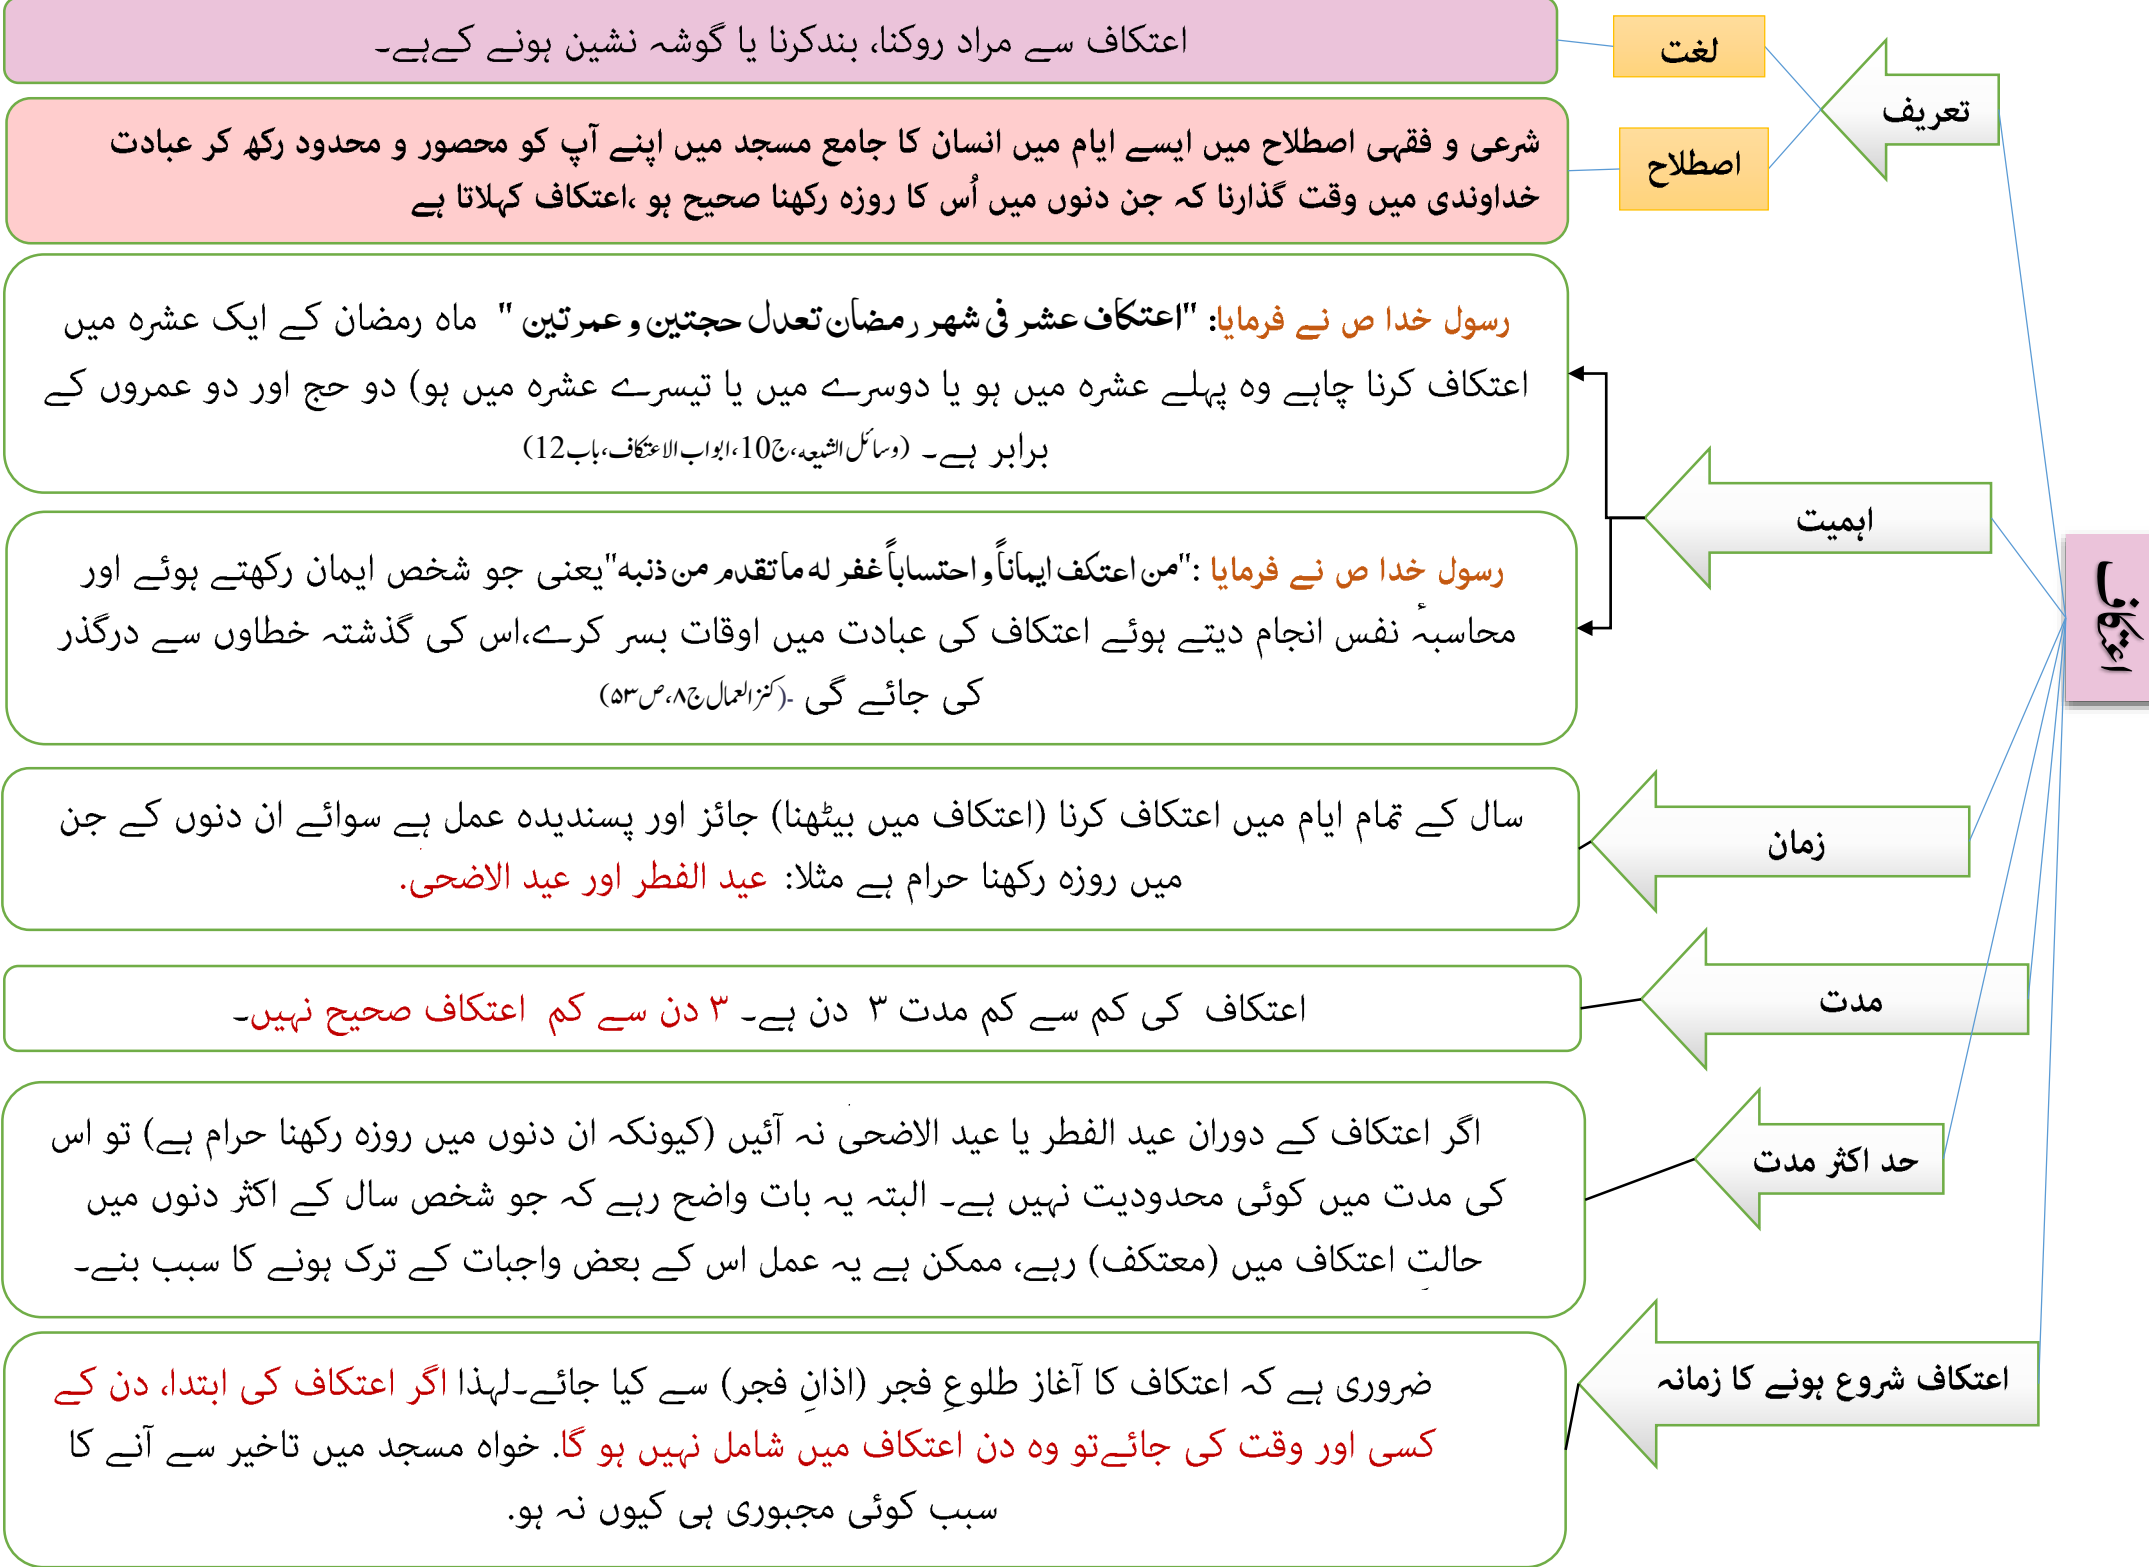 اعتکاف
تعریف
لغت
اعتکاف سے مراد روکنا، بندکرنا یا گوشہ نشین ہونے کےہے۔
اصطلاح
شرعی و فقہی اصطلاح میں ایسے ایام میں انسان کا جامع مسجد میں اپنے آپ کو محصور و محدود رکھ کر عبادت
خداوندی میں وقت گذارنا کہ جن دنوں میں اُس کا روزہ رکھنا صحیح ہو ،اعتکاف کہلاتا ہے
اہمیت
رسول خدا ص نے فرمایا: "اعتکاف عشر فی شهر رمضان تعدل حجتین و عمرتین " ماہ رمضان کے ایک عشرہ میں
اعتکاف کرنا چاہے وہ پہلے عشرہ میں ہو یا دوسرے میں یا تیسرے عشرہ میں ہو) دو حج اور دو عمروں کے
برابر ہے۔ (وسائل الشیعہ،ج10،ابواب الاعتکاف،باب12)
رسول خدا ص نے فرمایا :"من اعتکف ایماناً و احتساباً غفر له ما تقدم من ذنبه"یعنی جو شخص ایمان رکھتے ہوئے اور
محاسبہٴ نفس انجام دیتے ہوئے اعتکاف کی عبادت میں اوقات بسر کرے،اس کی گذشتہ خطاوں سے درگذر
کی جائے گی -(کنز العمال ج۸،ص۵۳)
زمان
سال کے تمام ایام میں اعتکاف کرنا (اعتکاف میں بیٹھنا) جائز اور پسندیدہ عمل ہے سوائے ان دنوں کے جن
میں روزہ رکھنا حرام ہے مثلا: عید الفطر اور عید الاضحیٰ.
مدت
اعتکاف کی کم سے کم مدت ۳ دن ہے۔ ۳ دن سے کم اعتکاف صحیح نہیں۔
حد اکثر مدت
اگر اعتکاف کے دوران عید الفطر یا عید الاضحیٰ نہ آئیں (کیونکہ ان دنوں میں روزہ رکھنا حرام ہے) تو اس
کی مدت میں کوئی محدودیت نہیں ہے۔ البتہ یہ بات واضح رہے کہ جو شخص سال کے اکثر دنوں میں
حالتِ اعتکاف میں (معتکف) رہے، ممکن ہے یہ عمل اس کے بعض واجبات کے ترک ہونے کا سبب بنے۔
اعتکاف شروع ہونے کا زمانہ
ضروری ہے کہ اعتکاف کا آغاز طلوعِ فجر (اذانِ فجر) سے کیا جائے۔لہذا اگر اعتکاف کی ابتدا، دن کے
کسی اور وقت کی جائےتو وہ دن اعتکاف میں شامل نہیں ہو گا. خواہ مسجد میں تاخیر سے آنے کا
سبب کوئی مجبوری ہی کیوں نہ ہو.